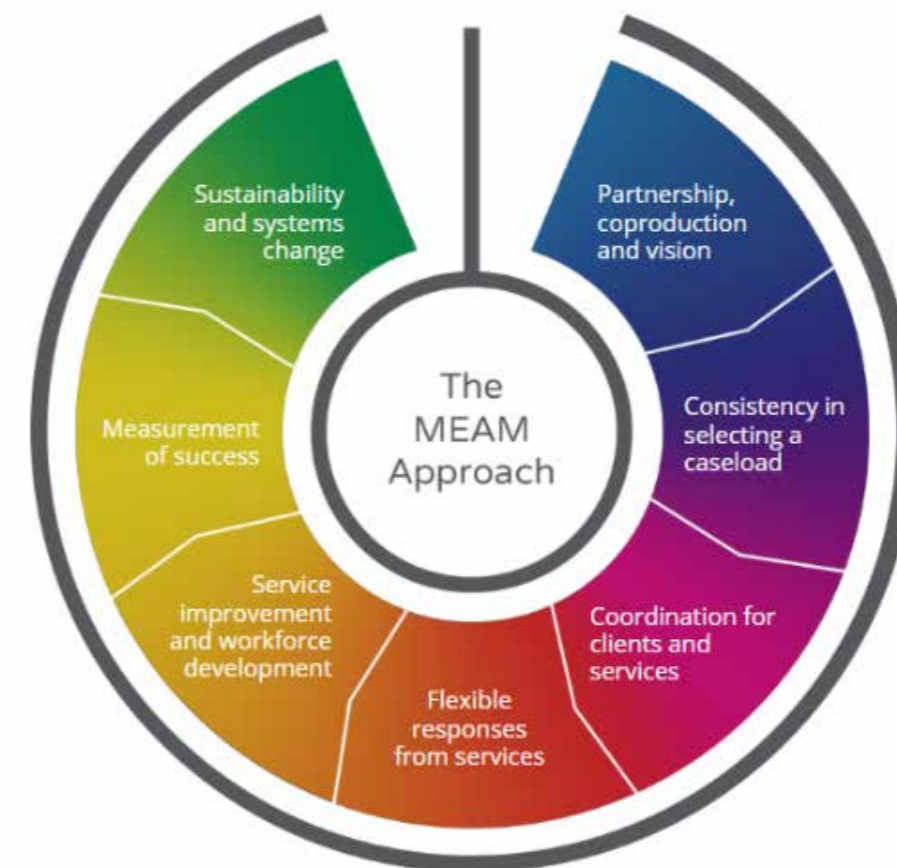 The
MEAM
Approach
Partnership,
coproduction
and vision
Consistency in
selecting a
caseload
Coordination for
clients and
services
Flexible
responses
from services
Service
improvement
and workforce
development
Measurement
of success
Sustainability
and systems
change